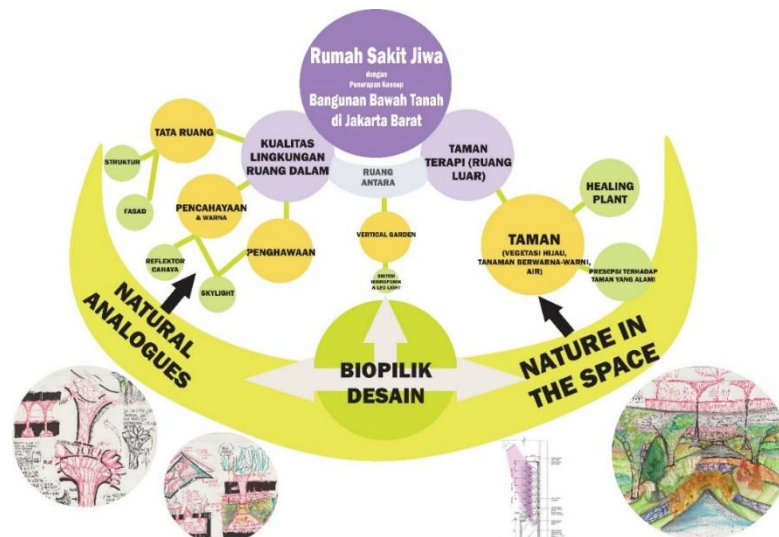 Rumah Sakit Jiwa
dengan
Penerapan Konsep
Bangunan Bawah Tanah
di Jakarta Barat
TATA RUANG
KUALITAS
LINGKUNGAN
RUANG DALAM
RUANG
ANTARA
TAMAN
TERAPI (RUANG
LUAR)
STRUKTUR
FASAD
PENCAHAYAAN
& WARNA
PENGHAWAAN
REFLEKTOR
CAHAYA
SKYLIGHT
VERTICAL GARDEN
SISTEM
HIDROPONIK
& LED LIGHT
HEALING
PLANT
TAMAN
(VEGETASI HIJAU,
TANAMAN BERWARNA-WARNI,
AIR)
PRESEPSI TERHADAP
TAMAN YANG ALAMI
NATURAL
ANALOGUES
BIOPILIK
DESAIN
NATURE IN
THE SPACE